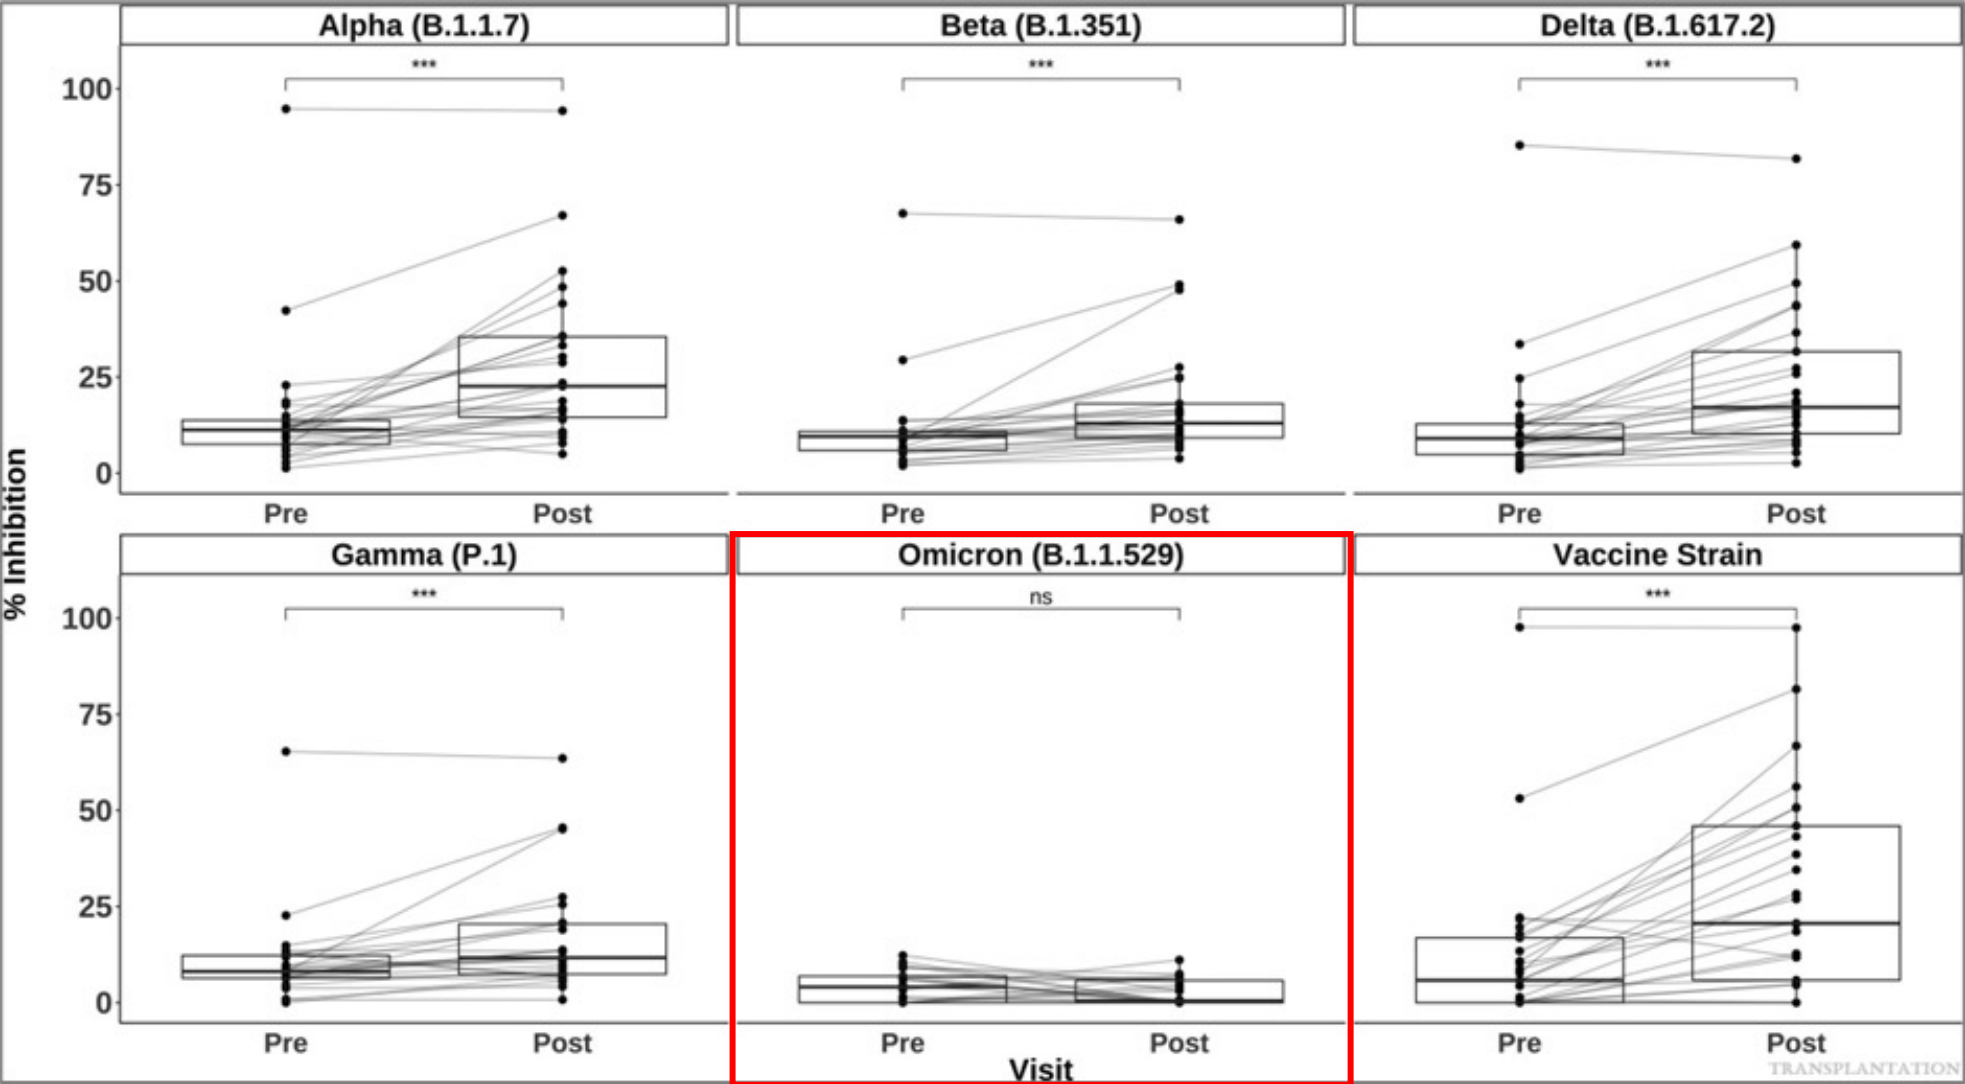 Alpha (B.1.1.7)
Beta (B.1.351)
Delta (B.1.617.2)
***
***
***
100
75
50
25
0
Pre
Post
Pre
Post
Pre
Post
% Inhibition
Gamma (P.1)
Omicron (B.1.1.529)
Vaccine Strain
***
ns
***
100
75
50
25
0
Pre
Post
Pre
Post
Pre
Post
Visit
TRANSPLANTATION